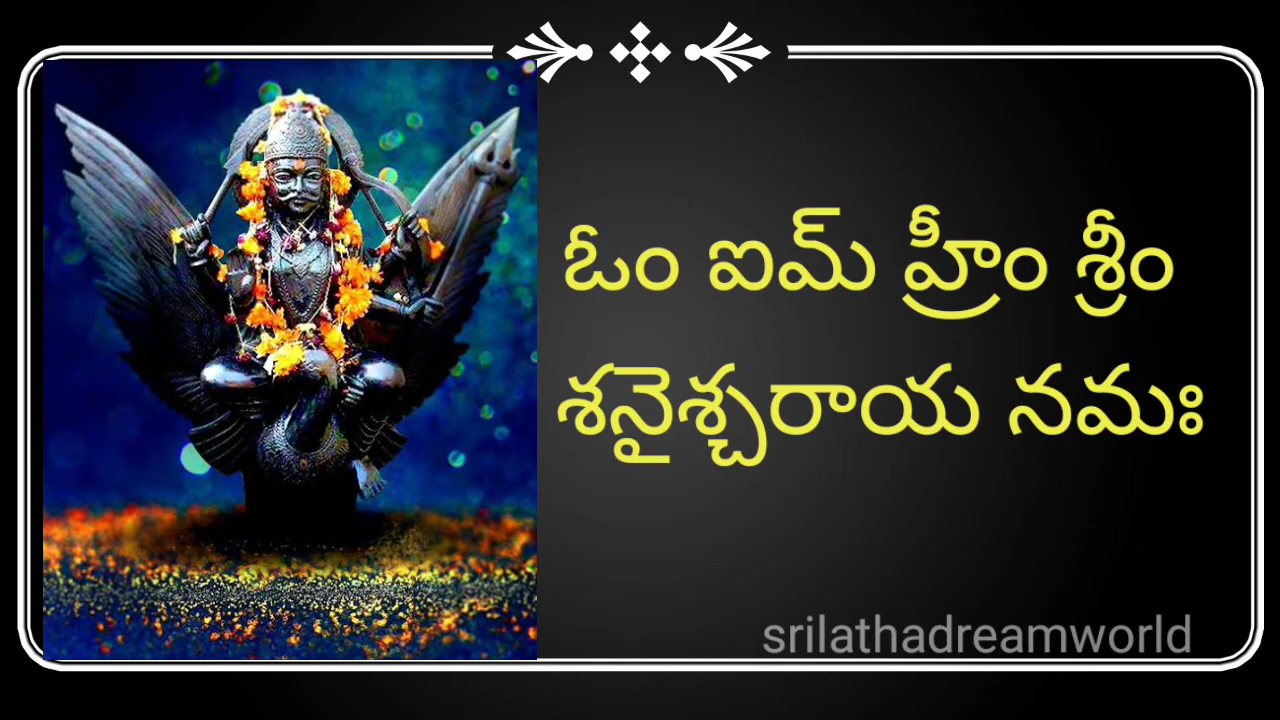 ఓం ఐమ్ హ్రీం శ్రీం
శనైశ్చరాయ నమః
srilathadreamworld